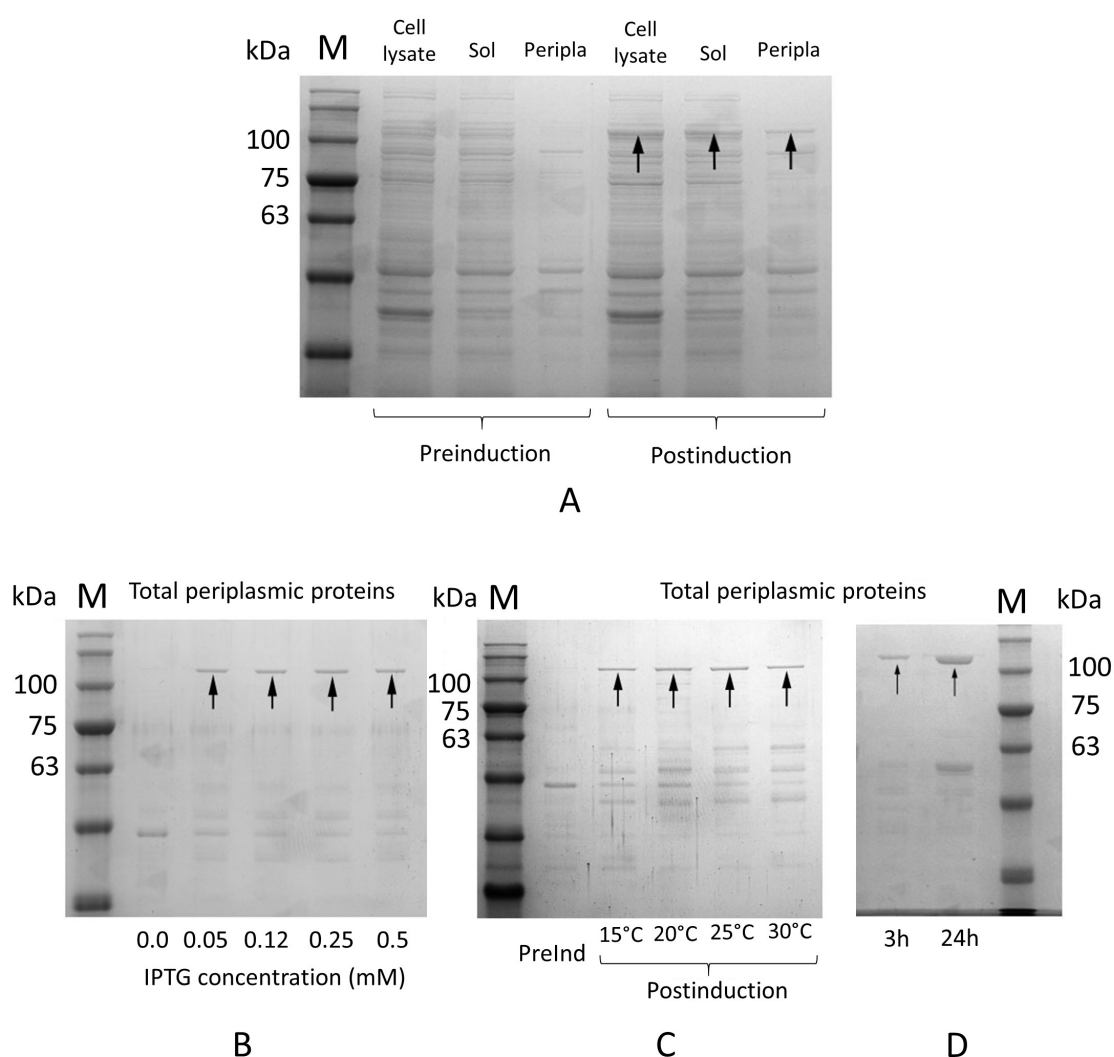 kDa M Cell lysate Sol Peripla Cell lysate Sol Peripla
100
75
63
Preinduction Postinduction
A
kDa M Total periplasmic proteins
100
75
63
0.0 0.05 0.12 0.25 0.5
IPTG concentration (mM)
B
kDa M Total periplasmic proteins M kDa
100
75
63
100
75
63
PreInd 15°C 20°C 25°C 30°C
Postinduction
C
3h 24h
D